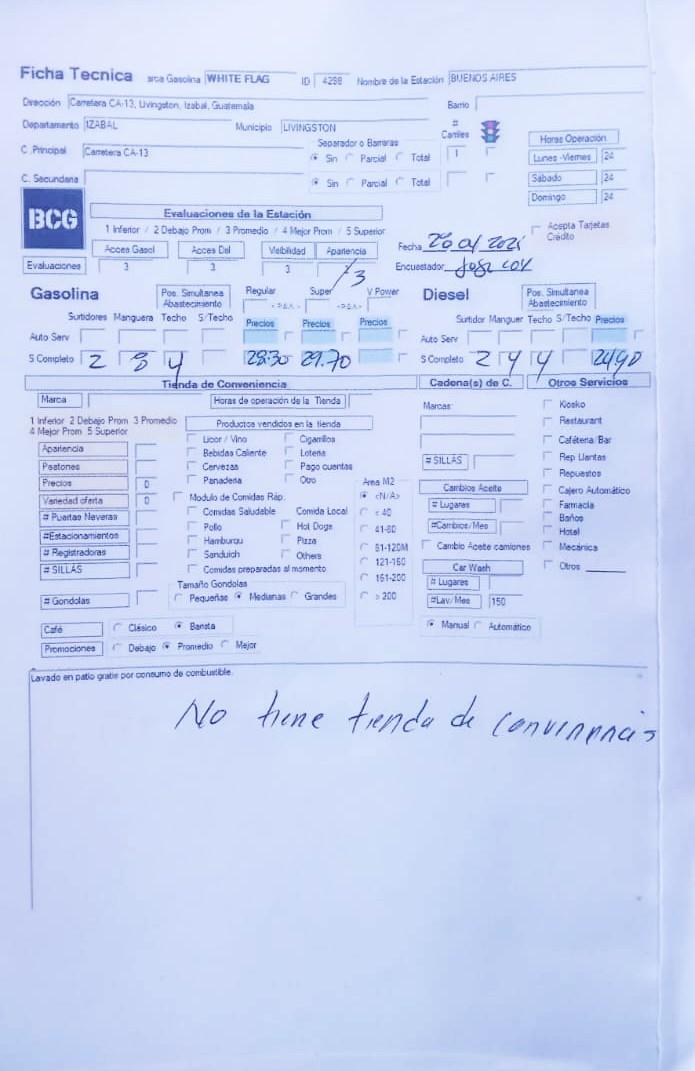 Ficha Tecnica arca Gasolina WHITE FLAG ID 4298 Nombre de la Estación BUENOS AIRES
Dirección Carretera CA-13, Livingston, Izabal, Guatemala Barrio
Departamento IZABAL Municipio LIVINGSTON # Carriles
C. Principal Carretera CA-13 Separador o Barreras Sin Parcial Total 1
C. Secundaria Sin Parcial Total
Horas Operación
Lunes -Viernes 24
Sábado 24
Domingo 24
BCG
Evaluaciones de la Estación
1 Inferior / 2 Debajo Prom / 3 Promedio / 4 Mejor Prom / 5 Superior
Acepta Tarjetas Crédito
Acces Gasol Acces Dsl Visibilidad Apariencia
Fecha
Evaluaciones 3 3 3 3
Encuestador
Gasolina Pos. Simultanea Abastecimiento Regular Super V Power
Surtidores Manguera Techo S/Techo Precios Precios Precios
Auto Serv
S Completo 2 8 4 28.30 29.70
Diesel Pos. Simultanea Abastecimiento
Surtidor Manguer Techo S/Techo Precios
Auto Serv
S Completo 2 4 4 24.90
Tienda de Conveniencia
Marca Horas de operación de la Tienda
1 Inferior 2 Debajo Prom 3 Promedio
4 Mejor Prom 5 Superior
Apariencia
Peatones
Precios 0
Variedad oferta 0
# Puertas Neveras
#Estacionamientos
# Registradoras
# SILLAS
# Gondolas
Productos vendidos en la tienda
Licor / Vino Cigarrillos
Bebidas Caliente Loteria
Cervezas Pago cuentas
Panaderia Otro
Modulo de Comidas Ráp.
Comidas Saludable Comida Local
Pollo Hot Dogs
Hamburgu Pizza
Sanduich Others
Comidas preparadas al momento
Tamaño Gondolas
Pequeñas Medianas Grandes
Area M2
<N/A>
< 40
41-80
81-120M
121-160
161-200
> 200
Café Clásico Barista
Promociones Debajo Promedio Mejor
Cadena(s) de C.
Marcas:
# SILLAS
Cambios Aceite
# Lugares
#Cambios/Mes
Cambio Aceite camiones
Car Wash
# Lugares
#Lav/Mes 150
Manual Automático
Otros Servicios
Kiosko
Restaurant
Caféteria/Bar
Rep Llantas
Repuestos
Cajero Automático
Farmacia
Baños
Hotel
Mecánica
Otros
Lavado en patio gratis por consumo de combustible.
No tiene tienda de